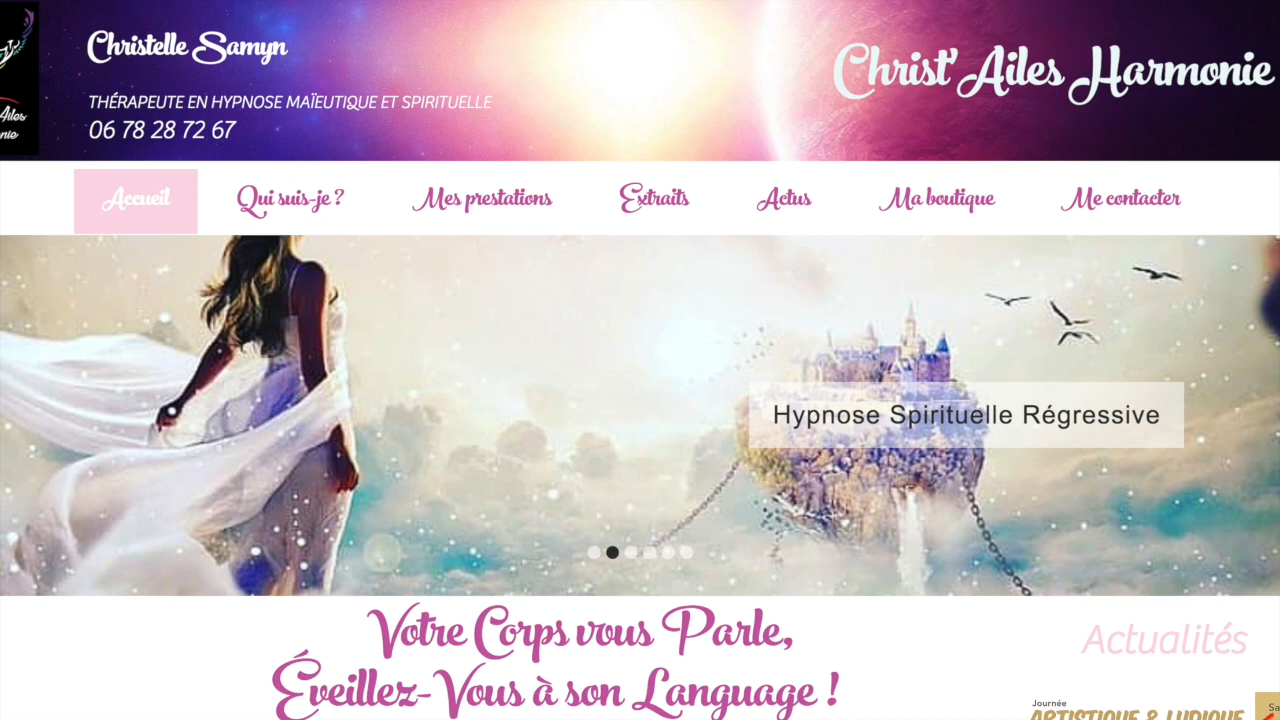 Christelle Samyn
Christ'Ailes Harmonie
THÉRAPEUTE EN HYPNOSE MAÏEUTIQUE ET SPIRITUELLE
06 78 28 72 67
Ailes
Accueil
Qui suis-je ?
Mes prestations
Extraits
Actus
Ma boutique
Me contacter
Hypnose Spirituelle Régressive
Votre Corps vous Parle,
Éveillez-Vous à son Language !
Actualités
Journée
ARTISTIQUE & LUDIQUE
Sa